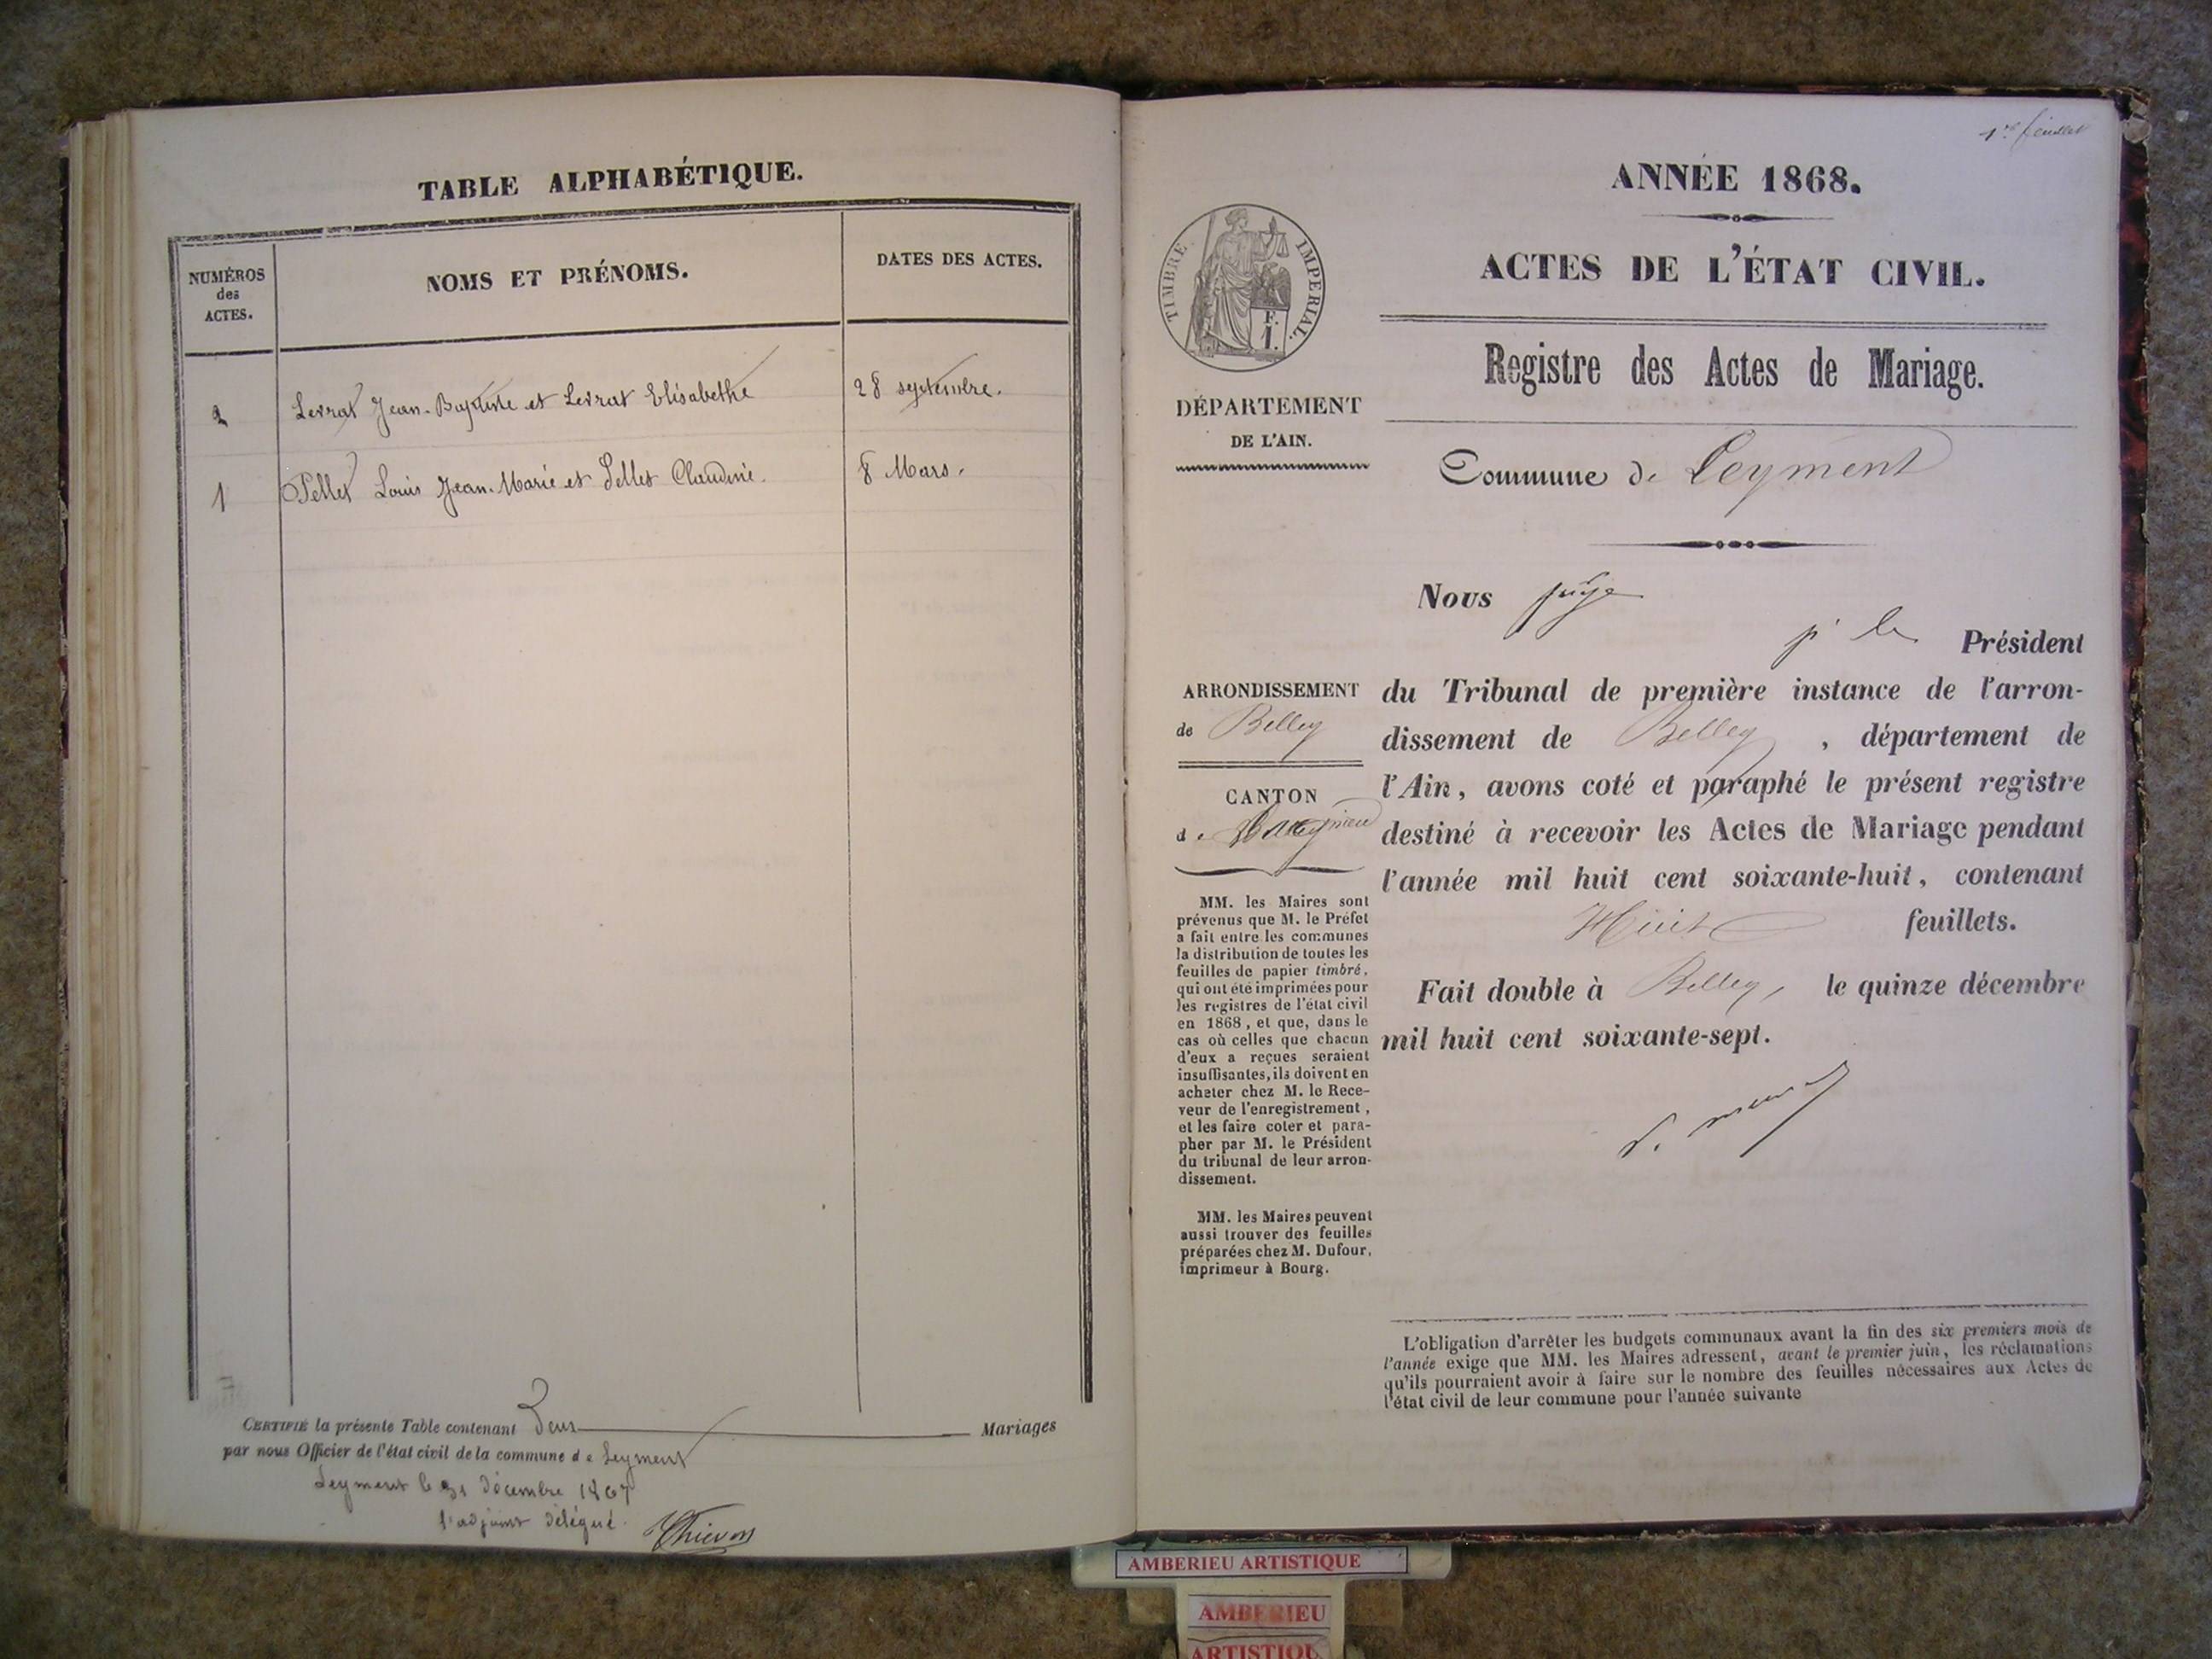 TABLE ALPHABÉTIQUE.
NUMÉROS
des
ACTES.
NOMS ET PRÉNOMS.
DATES DES ACTES.
2 Levrat Jean-Baptiste et Levrat Elisabethe 28 septembre.
1 Pellet Louis Jean-Marie et Pellet Claudine. 8 Mars.
CERTIFIÉ la présente Table contenant Deux Mariages
par nous Officier de l'état civil de la commune de Leyment
Leyment le 31 décembre 1867
l'adjoint délégué
1er feuillet
ANNÉE 1868.
ACTES DE L'ÉTAT CIVIL.
TIMBRE IMPERIAL.
F.
1.
Registre des Actes de Mariage.
DÉPARTEMENT
DE L'AIN.
Commune de Leyment
Nous juge
pr le Président
du Tribunal de première instance de l'arron-
dissement de Belley, département de
l'Ain, avons coté et paraphé le présent registre
destiné à recevoir les Actes de Mariage pendant
l'année mil huit cent soixante-huit, contenant
Huit feuillets.
Fait double à Belley, le quinze décembre
mil huit cent soixante-sept.
ARRONDISSEMENT
de Belley
CANTON
de Lagnieu
MM. les Maires sont
prévenus que M. le Préfet
a fait entre les communes
la distribution de toutes les
feuilles de papier timbré,
qui ont été imprimées pour
les registres de l'état civil
en 1868, et que, dans le
cas où celles que chacun
d'eux a reçues seraient
insuffisantes, ils doivent en
acheter chez M. le Rece-
veur de l'enregistrement,
et les faire coter et para-
pher par M. le Président
du tribunal de leur arron-
dissement.
MM. les Maires peuvent
aussi trouver des feuilles
préparées chez M. Dufour,
imprimeur à Bourg.
L'obligation d'arrêter les budgets communaux avant la fin des six premiers mois de
l'année exige que MM. les Maires adressent, avant le premier juin, les réclamations
qu'ils pourraient avoir à faire sur le nombre des feuilles nécessaires aux Actes de
l'état civil de leur commune pour l'année suivante
AMBERIEU ARTISTIQUE
AMBERIEU
ARTISTIQU